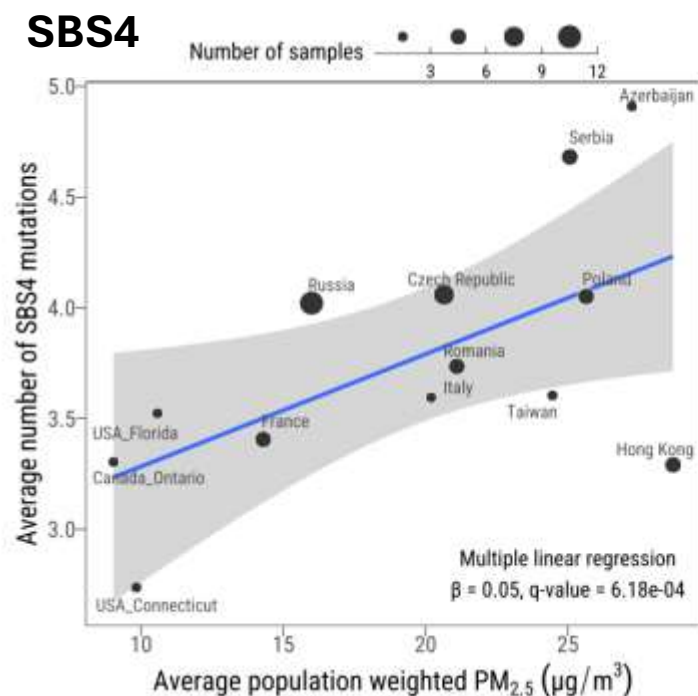 SBS4
Number of samples
3 6 9 12
Average number of SBS4 mutations
5.0
4.5
4.0
3.5
3.0
Azerbaijan
Serbia
Russia
Czech Republic
Poland
Romania
Italy
Taiwan
USA_Florida
France
Hong Kong
Canada_Ontario
USA_Connecticut
Multiple linear regression
β = 0.05, q-value = 6.18e-04
10 15 20 25
Average population weighted PM2.5 (μg/m³)